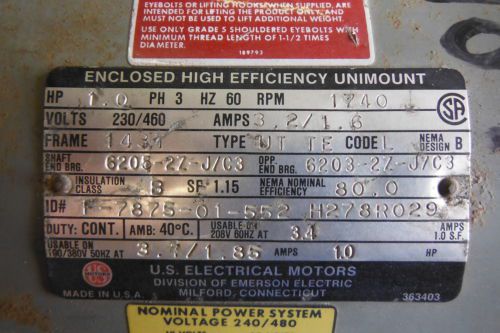 EYEBOLTS OR LIFTING HOOKS WHEN SUPPLIED, ARE
INTENDED FOR LIFTING THE PRODUCT ONLY AND
MUST NOT BE USED TO LIFT ADDITIONAL WEIGHT.
USE ONLY GRADE 5 SHOULDERED EYEBOLTS WITH
MINIMUM THREAD LENGTH OF 1-1/2 TIMES
DIAMETER.
189793
ENCLOSED HIGH EFFICIENCY UNIMOUNT
HP 1.0 PH 3 HZ 60 RPM 1740
VOLTS 230/460 AMPS 3.2/1.6
FRAME 143T TYPE UT TE CODE L NEMA DESIGN B
SHAFT END BRG. 6205-2Z-J/C3 OPP. END BRG. 6203-2Z-J/C3
INSULATION CLASS B SF 1.15 NEMA NOMINAL EFFICIENCY 80.0
ID# 7875-01-552 H278R029
DUTY: CONT. AMB: 40°C. USABLE ON 208V 60HZ AT 3.4 AMPS 1.0 S.F.
USABLE ON 190/380V 50HZ AT 3.7/1.85 AMPS 1.0 HP
U.S. ELECTRICAL MOTORS
DIVISION OF EMERSON ELECTRIC
MADE IN U.S.A. MILFORD, CONNECTICUT 363403
NOMINAL POWER SYSTEM
VOLTAGE 240/480